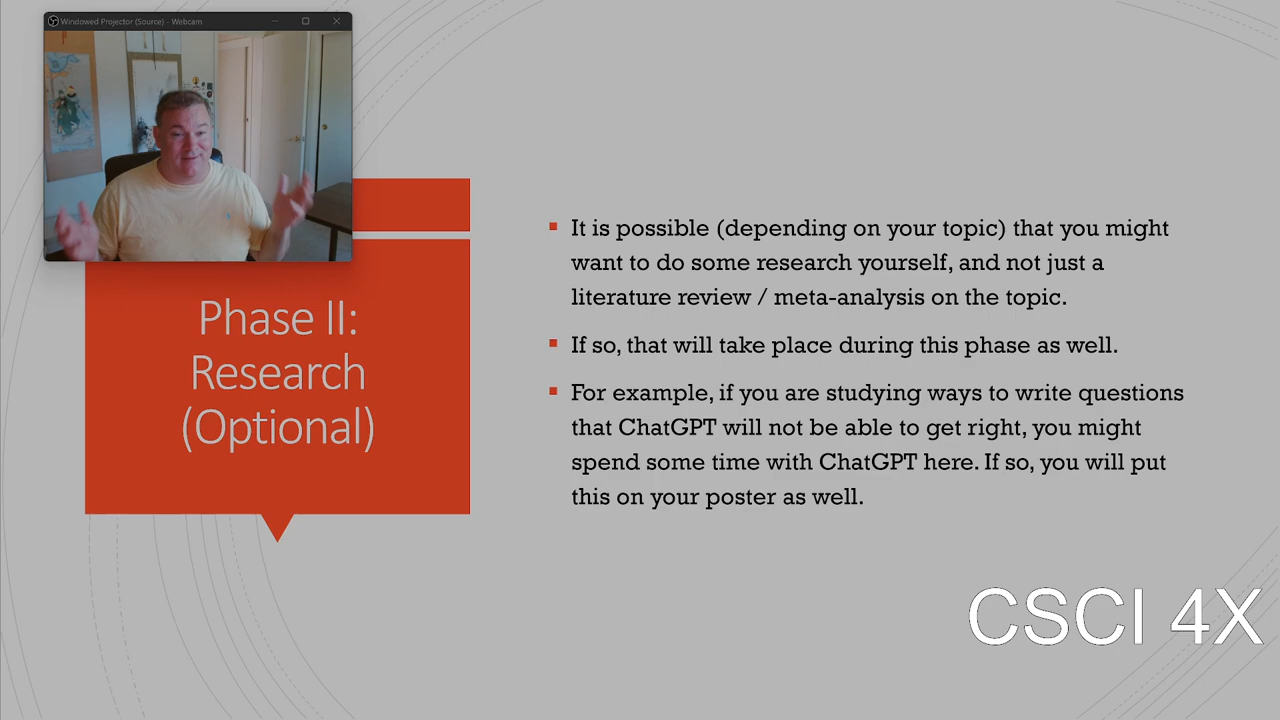 Windowed Projector (Source) - Webcam
Phase II:
Research
(Optional)
▪ It is possible (depending on your topic) that you might
want to do some research yourself, and not just a
literature review / meta-analysis on the topic.
▪ If so, that will take place during this phase as well.
▪ For example, if you are studying ways to write questions
that ChatGPT will not be able to get right, you might
spend some time with ChatGPT here. If so, you will put
this on your poster as well.
CSCI 4X